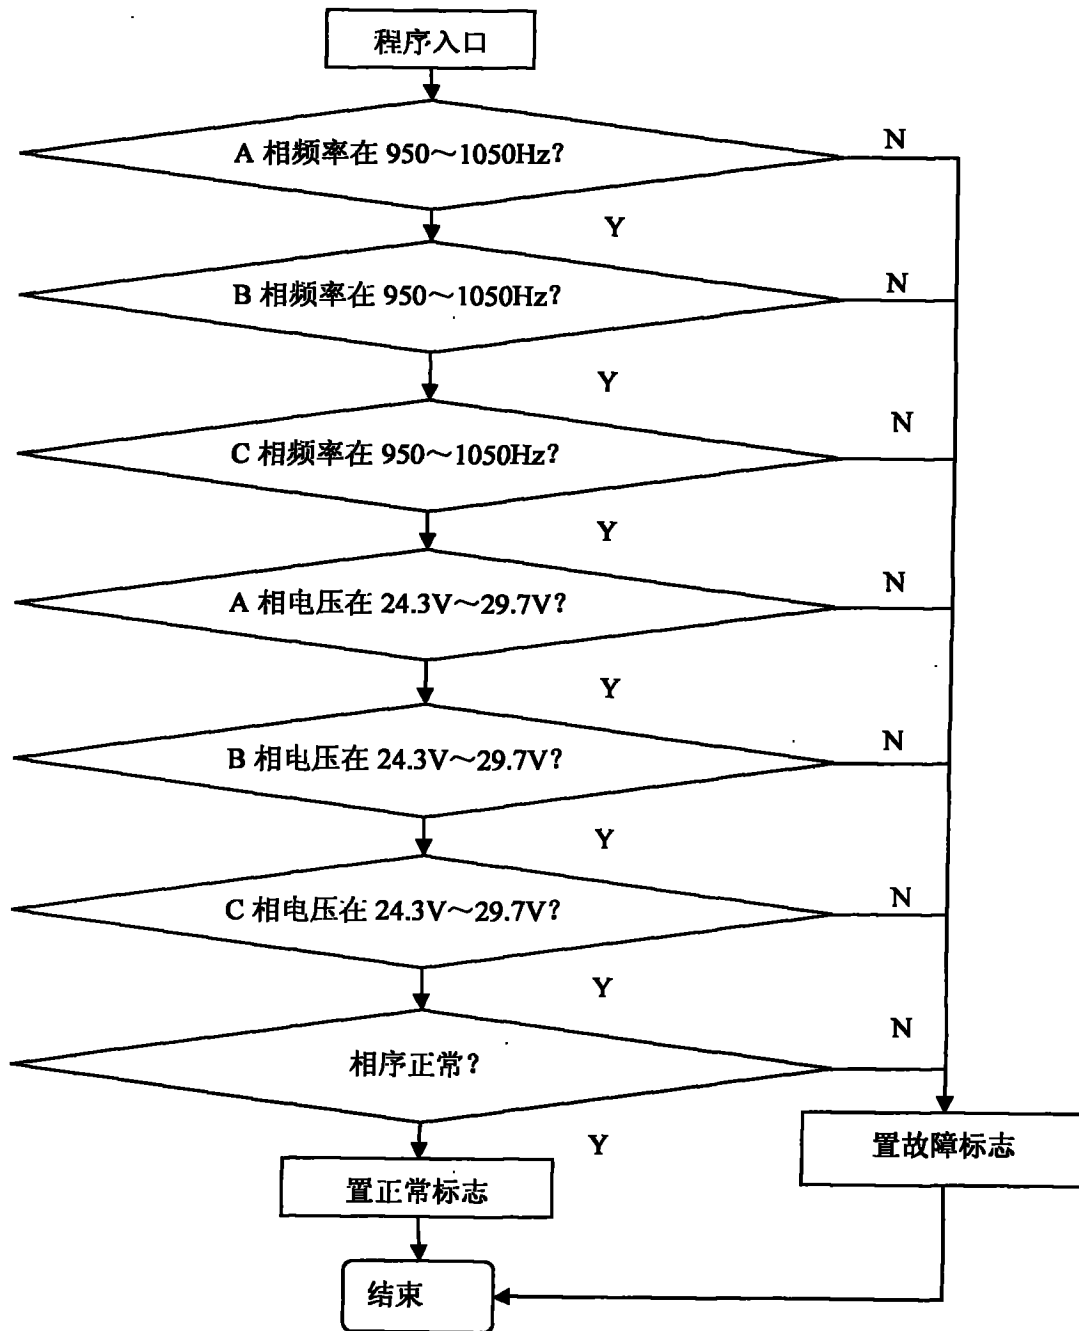 程序入口
A 相频率在 950～1050Hz?
N
Y
B 相频率在 950～1050Hz?
N
Y
C 相频率在 950～1050Hz?
N
Y
A 相电压在 24.3V～29.7V?
N
Y
B 相电压在 24.3V～29.7V?
N
Y
C 相电压在 24.3V～29.7V?
N
Y
相序正常?
N
Y
置故障标志
置正常标志
结束